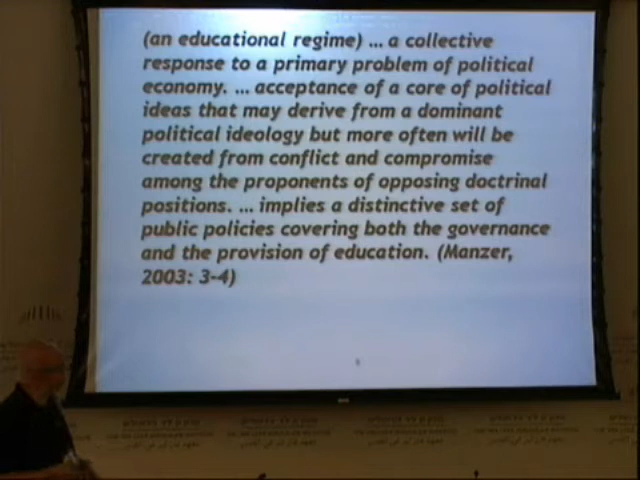 (an educational regime) ... a collective
response to a primary problem of political
economy. ... acceptance of a core of political
ideas that may derive from a dominant
political ideology but more often will be
created from conflict and compromise
among the proponents of opposing doctrinal
positions. ... implies a distinctive set of
public policies covering both the governance
and the provision of education. (Manzer,
2003: 3-4)